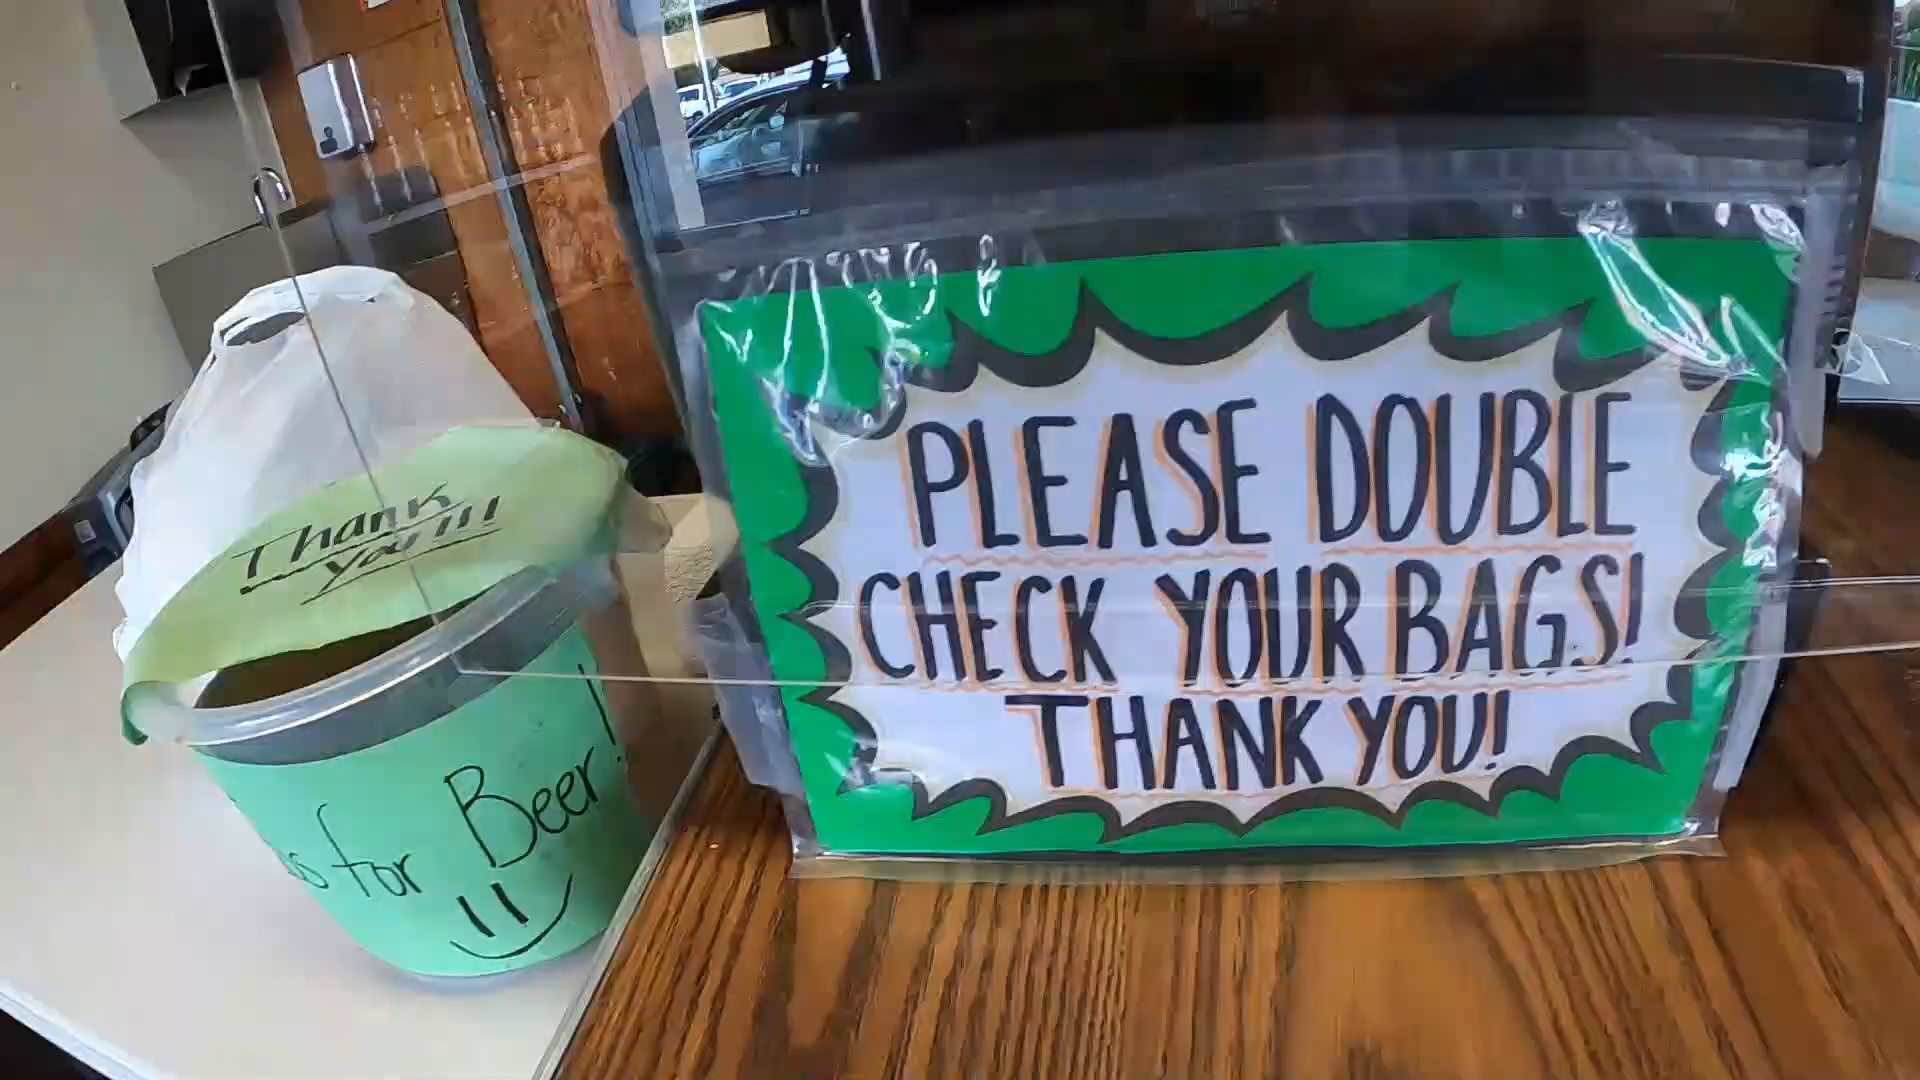 Thank
you!!!
for Beer!
PLEASE DOUBLE
CHECK YOUR BAGS!
THANK YOU!